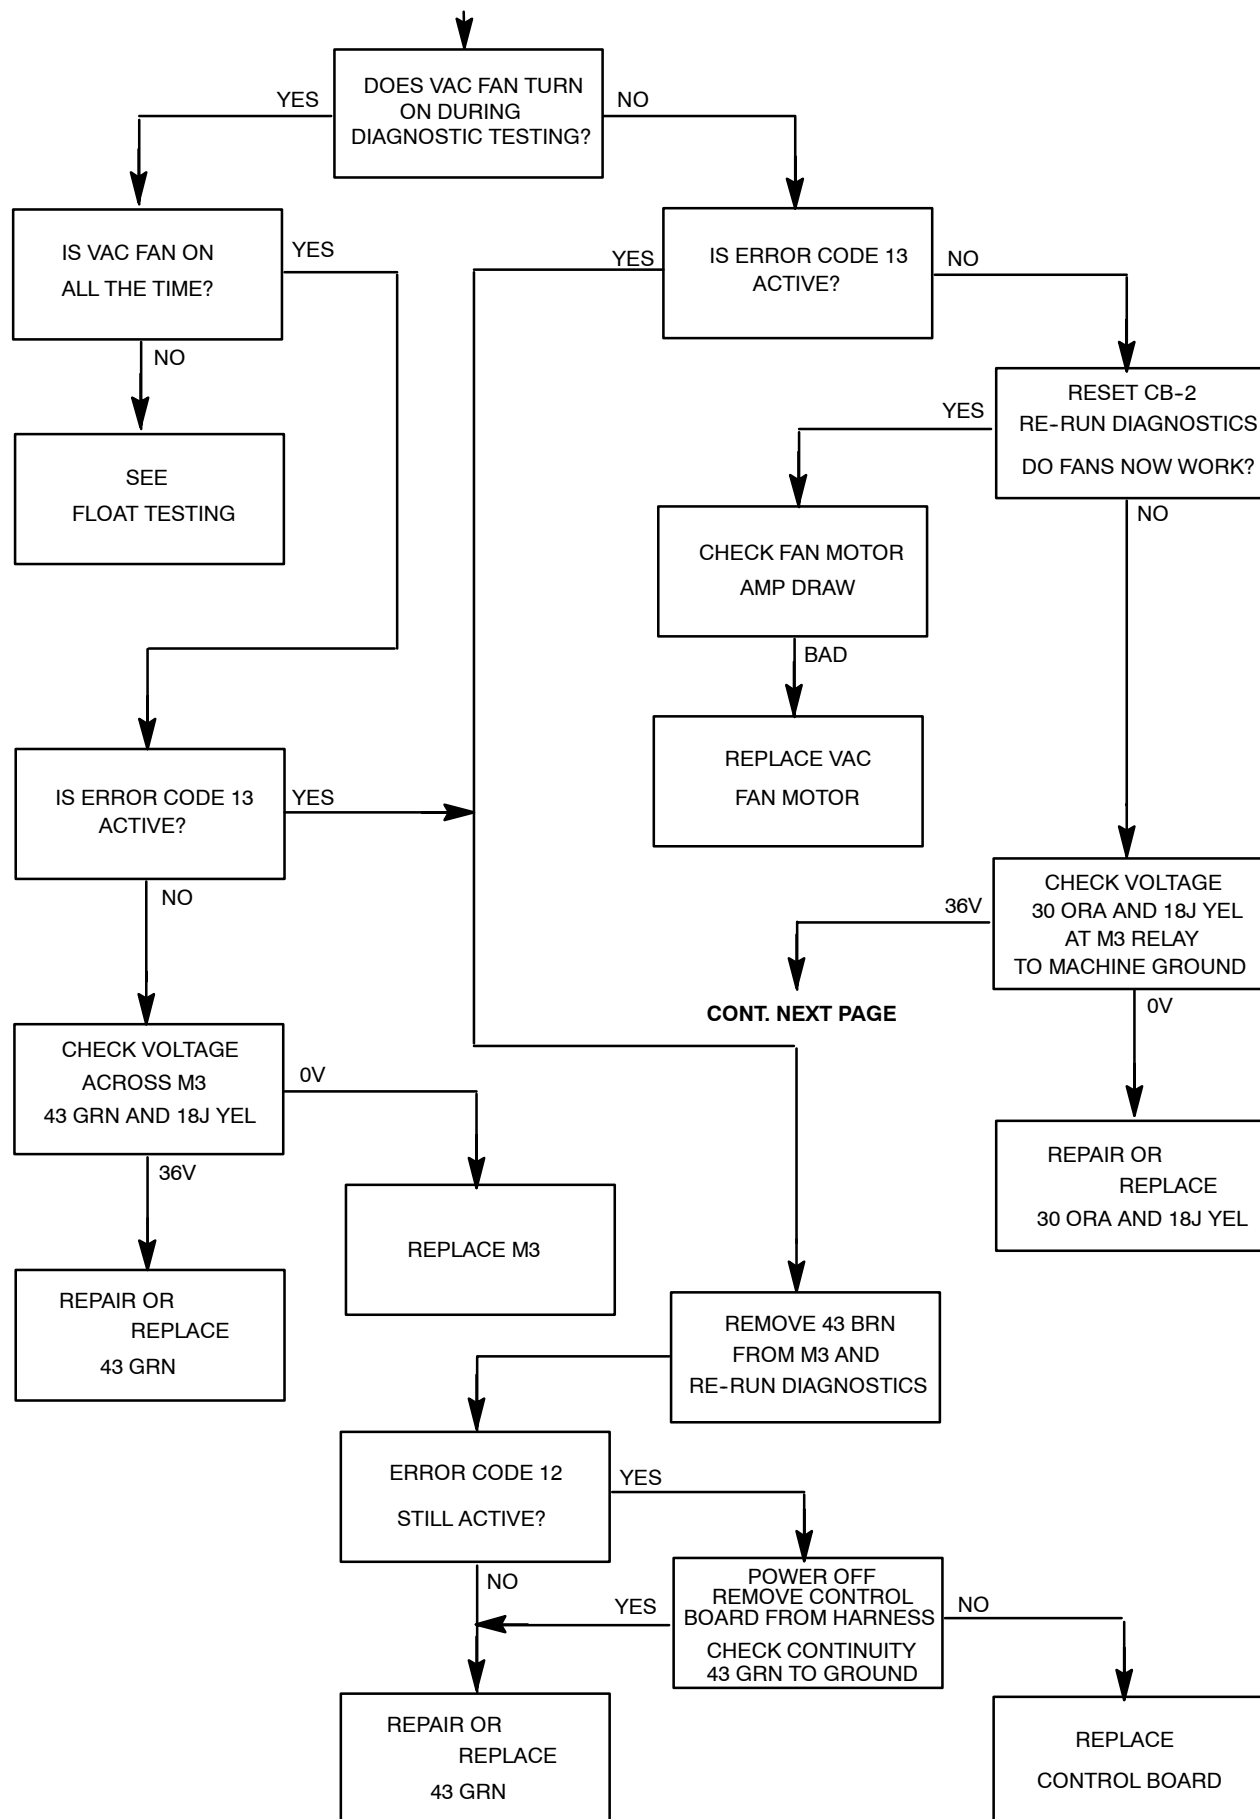 DOES VAC FAN TURN
ON DURING
DIAGNOSTIC TESTING?
YES
NO
IS VAC FAN ON
ALL THE TIME?
YES
NO
SEE
FLOAT TESTING
IS ERROR CODE 13
ACTIVE?
YES
NO
RESET CB-2
RE-RUN DIAGNOSTICS
DO FANS NOW WORK?
YES
NO
CHECK FAN MOTOR
AMP DRAW
BAD
REPLACE VAC
FAN MOTOR
IS ERROR CODE 13
ACTIVE?
YES
NO
CHECK VOLTAGE
30 ORA AND 18J YEL
AT M3 RELAY
TO MACHINE GROUND
36V
0V
CONT. NEXT PAGE
CHECK VOLTAGE
ACROSS M3
43 GRN AND 18J YEL
0V
36V
REPAIR OR
REPLACE
30 ORA AND 18J YEL
REPLACE M3
REPAIR OR
REPLACE
43 GRN
REMOVE 43 BRN
FROM M3 AND
RE-RUN DIAGNOSTICS
ERROR CODE 12
STILL ACTIVE?
YES
NO
POWER OFF
REMOVE CONTROL
BOARD FROM HARNESS
CHECK CONTINUITY
43 GRN TO GROUND
YES
NO
REPAIR OR
REPLACE
43 GRN
REPLACE
CONTROL BOARD